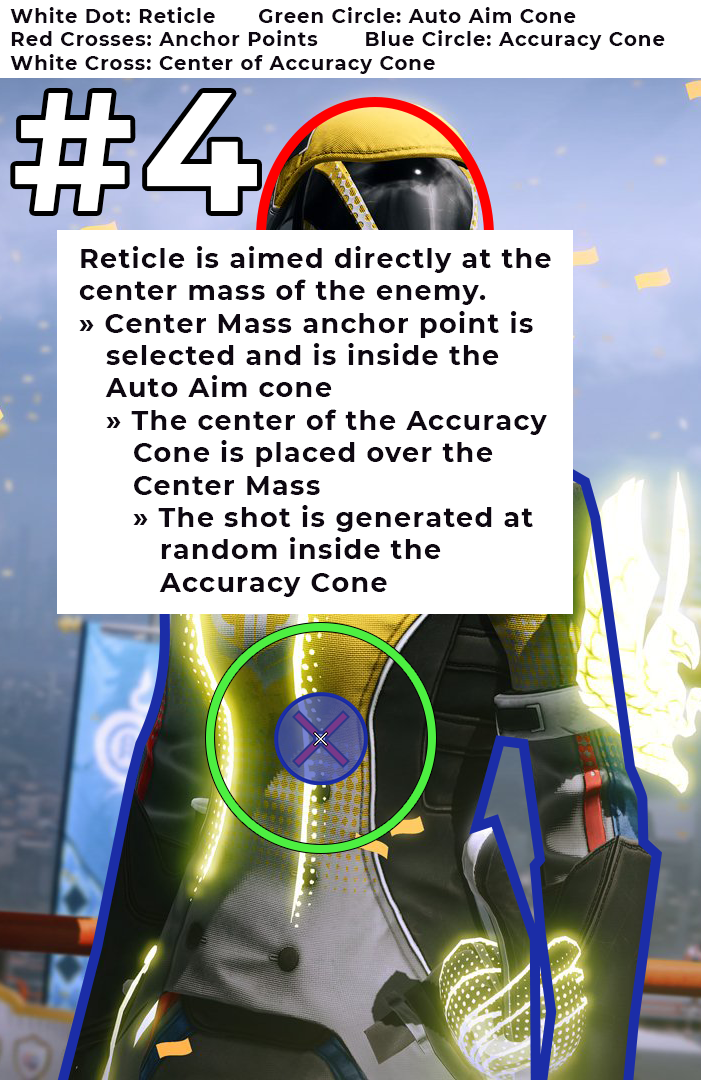 White Dot: Reticle Green Circle: Auto Aim Cone
Red Crosses: Anchor Points Blue Circle: Accuracy Cone
White Cross: Center of Accuracy Cone
#4
Reticle is aimed directly at the
center mass of the enemy.
» Center Mass anchor point is
selected and is inside the
Auto Aim cone
» The center of the Accuracy
Cone is placed over the
Center Mass
» The shot is generated at
random inside the
Accuracy Cone